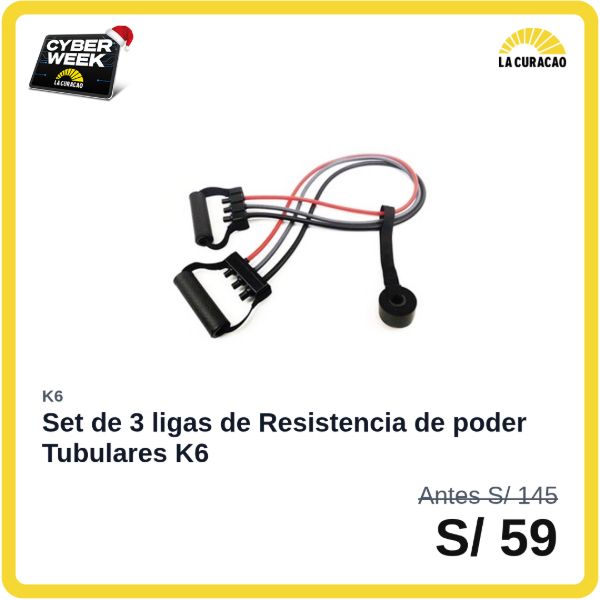 CYBER
WEEK
LA CURACAO
LA CURACAO
K6
Set de 3 ligas de Resistencia de poder
Tubulares K6
Antes S/ 145
S/ 59